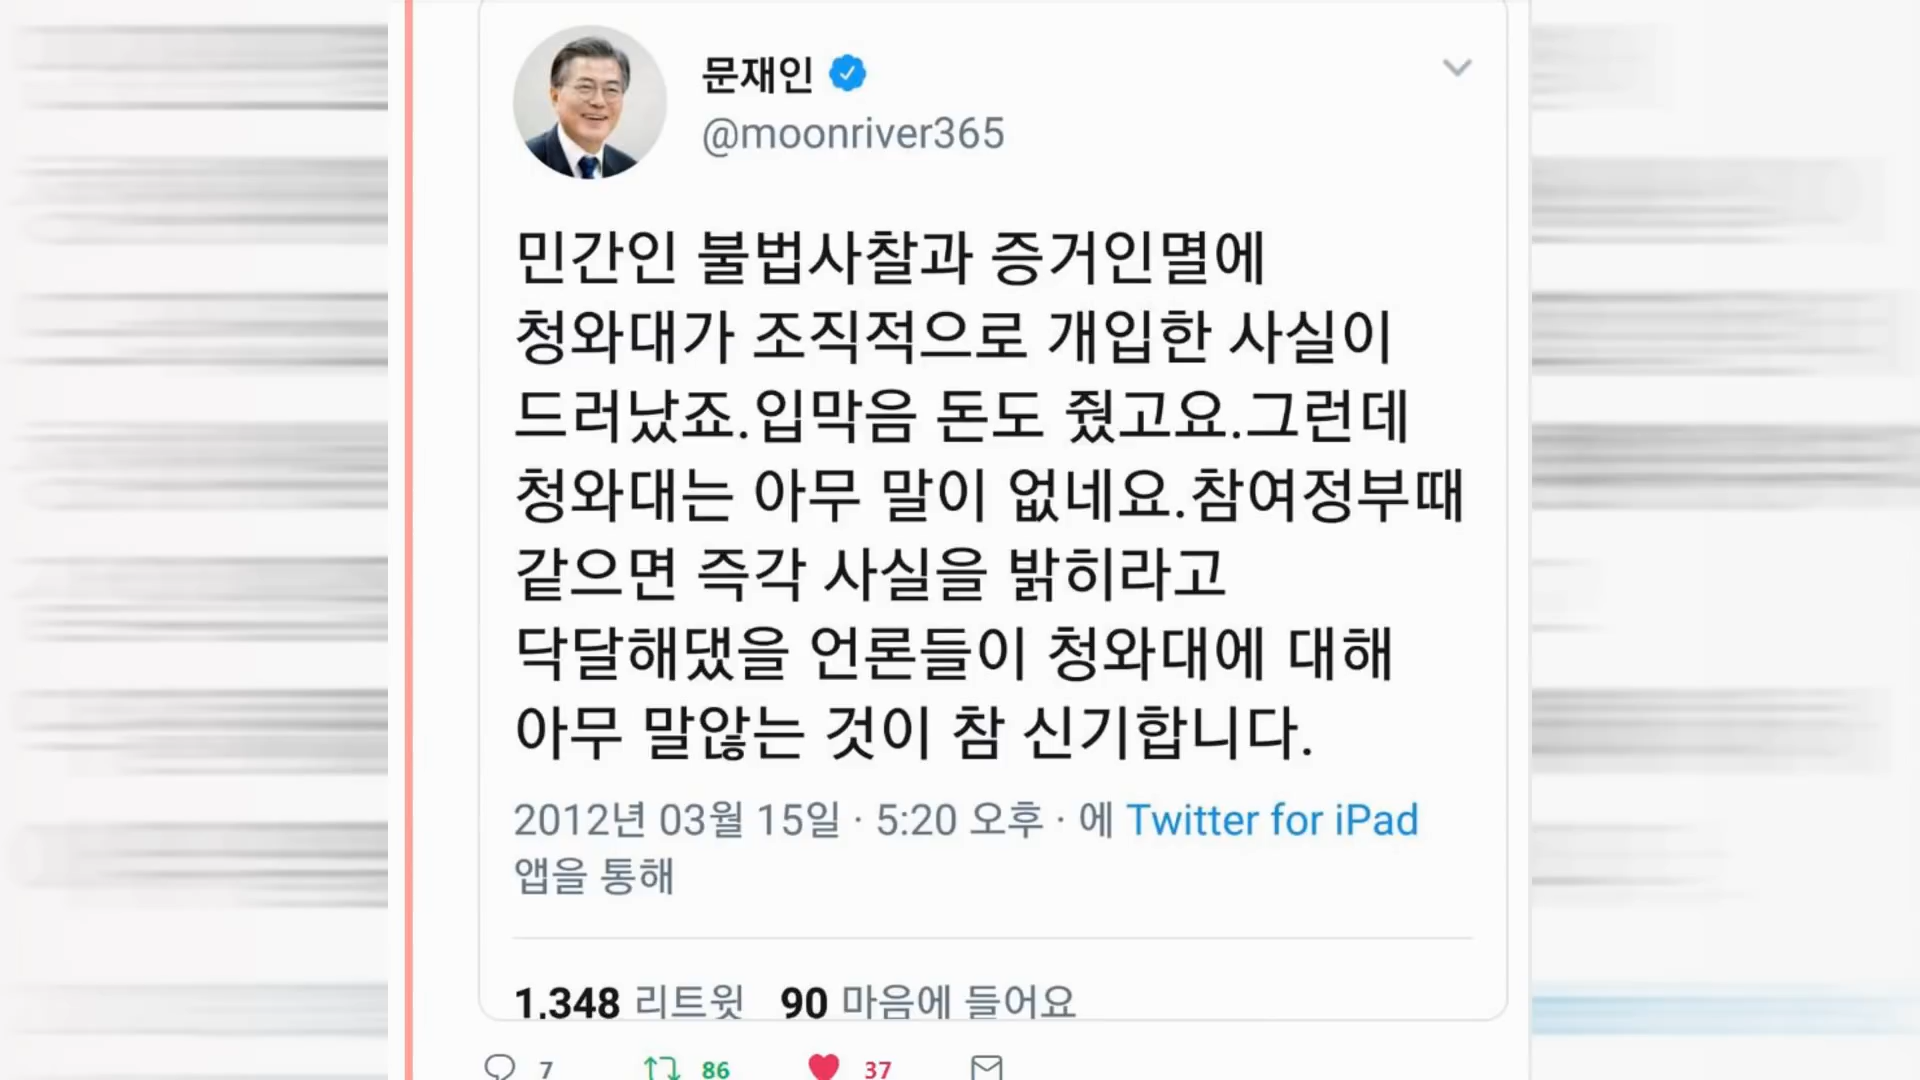 문재인
@moonriver365
민간인 불법사찰과 증거인멸에
청와대가 조직적으로 개입한 사실이
드러났죠.입막음 돈도 줬고요.그런데
청와대는 아무 말이 없네요.참여정부때
같으면 즉각 사실을 밝히라고
닥달해댔을 언론들이 청와대에 대해
아무 말않는 것이 참 신기합니다.
2012년 03월 15일 · 5:20 오후 · 에 Twitter for iPad
앱을 통해
1,348 리트윗 90 마음에 들어요
7 86 37